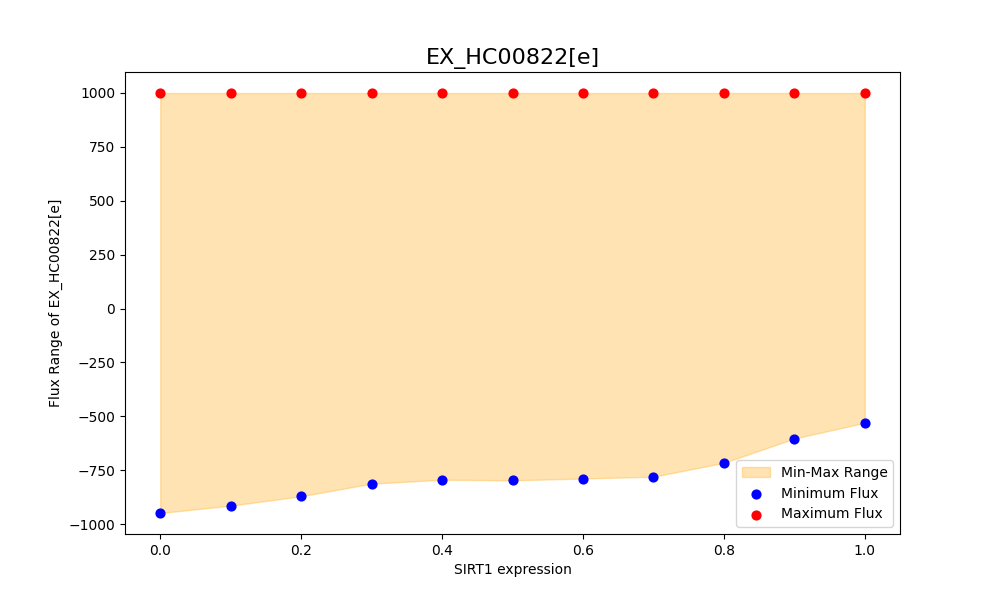 EX_HC00822[e]
Flux Range of EX_HC00822[e]
1000
750
500
250
0
−250
−500
−750
−1000
0.0 0.2 0.4 0.6 0.8 1.0
SIRT1 expression
Min-Max Range
Minimum Flux
Maximum Flux